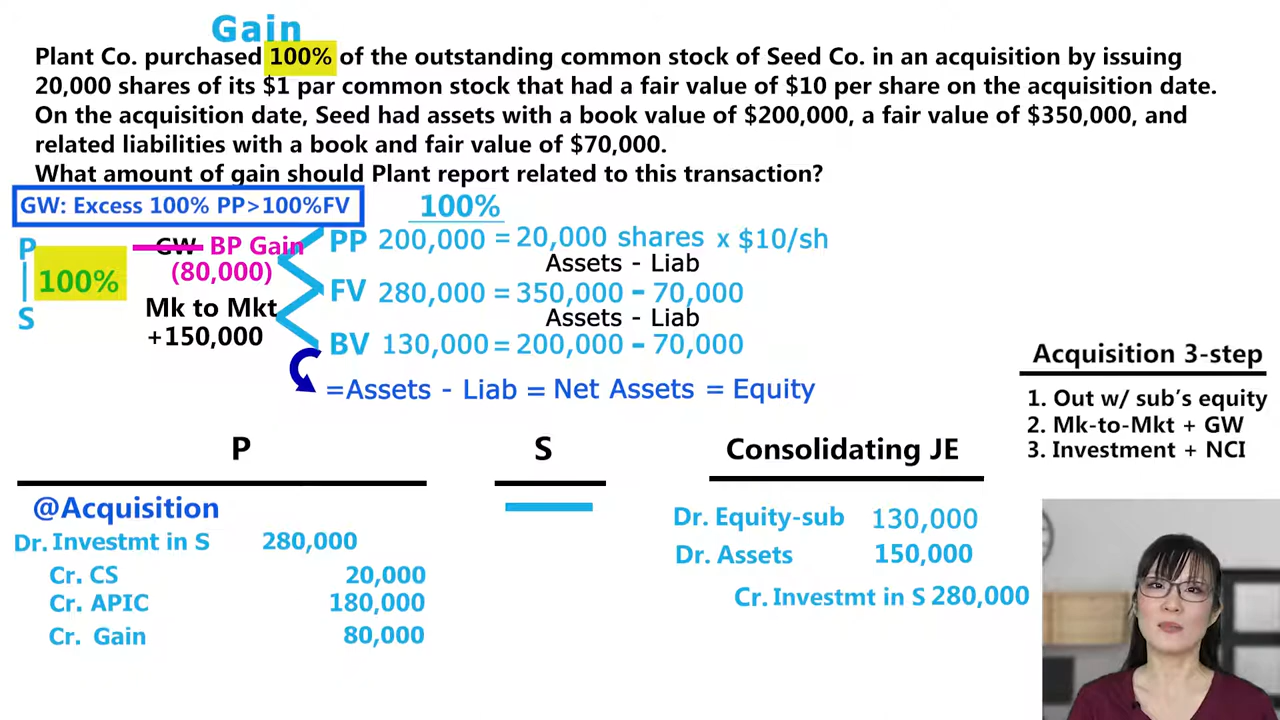 Gain
Plant Co. purchased 100% of the outstanding common stock of Seed Co. in an acquisition by issuing
20,000 shares of its $1 par common stock that had a fair value of $10 per share on the acquisition date.
On the acquisition date, Seed had assets with a book value of $200,000, a fair value of $350,000, and
related liabilities with a book and fair value of $70,000.
What amount of gain should Plant report related to this transaction?
GW: Excess 100% PP>100%FV
100%
P
S
100%
GW BP Gain
(80,000)
Mk to Mkt
+150,000
PP 200,000 = 20,000 shares x $10/sh
Assets - Liab
FV 280,000 = 350,000 - 70,000
Assets - Liab
BV 130,000 = 200,000 - 70,000
=Assets - Liab = Net Assets = Equity
Acquisition 3-step
1. Out w/ sub's equity
2. Mk-to-Mkt + GW
3. Investment + NCI
P
@Acquisition
Dr. Investmt in S 280,000
Cr. CS 20,000
Cr. APIC 180,000
Cr. Gain 80,000
S
Consolidating JE
Dr. Equity-sub 130,000
Dr. Assets 150,000
Cr. Investmt in S 280,000